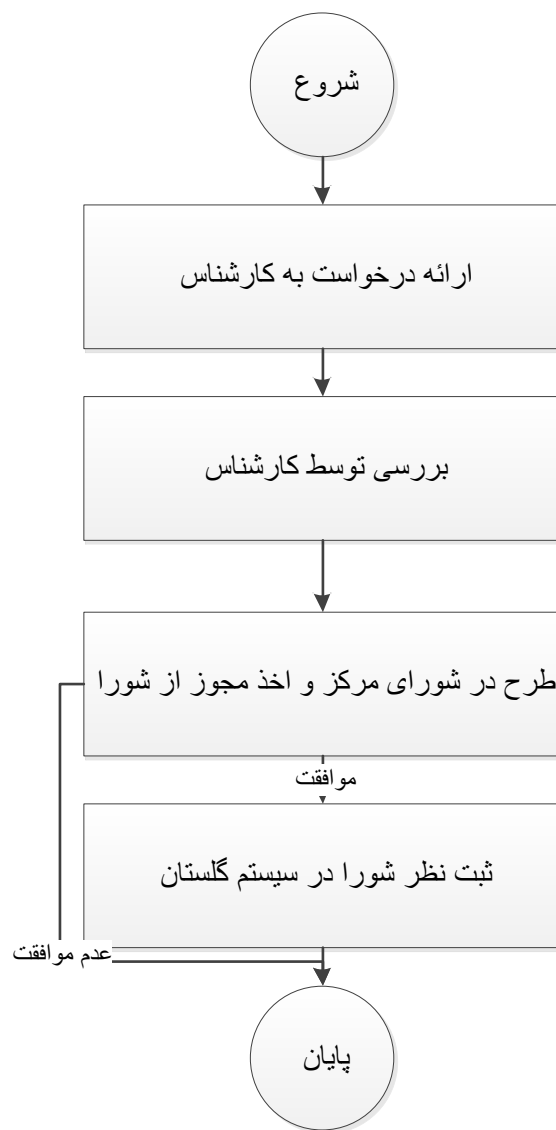 شروع
ارائه درخواست به کارشناس
بررسی توسط کارشناس
طرح در شورای مرکز و اخذ مجوز از شورا
موافقت
ثبت نظر شورا در سیستم گلستان
عدم موافقت
پایان